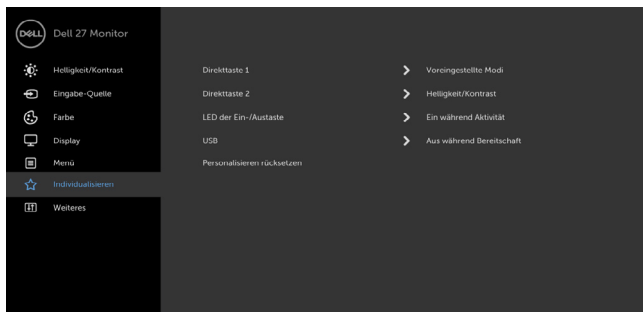 DELL Dell 27 Monitor
Helligkeit/Kontrast
Eingabe-Quelle
Farbe
Display
Menü
Individualisieren
Weiteres
Direkttaste 1 Voreingestellte Modi
Direkttaste 2 Helligkeit/Kontrast
LED der Ein-/Austaste Ein während Aktivität
USB Aus während Bereitschaft
Personalisieren rücksetzen